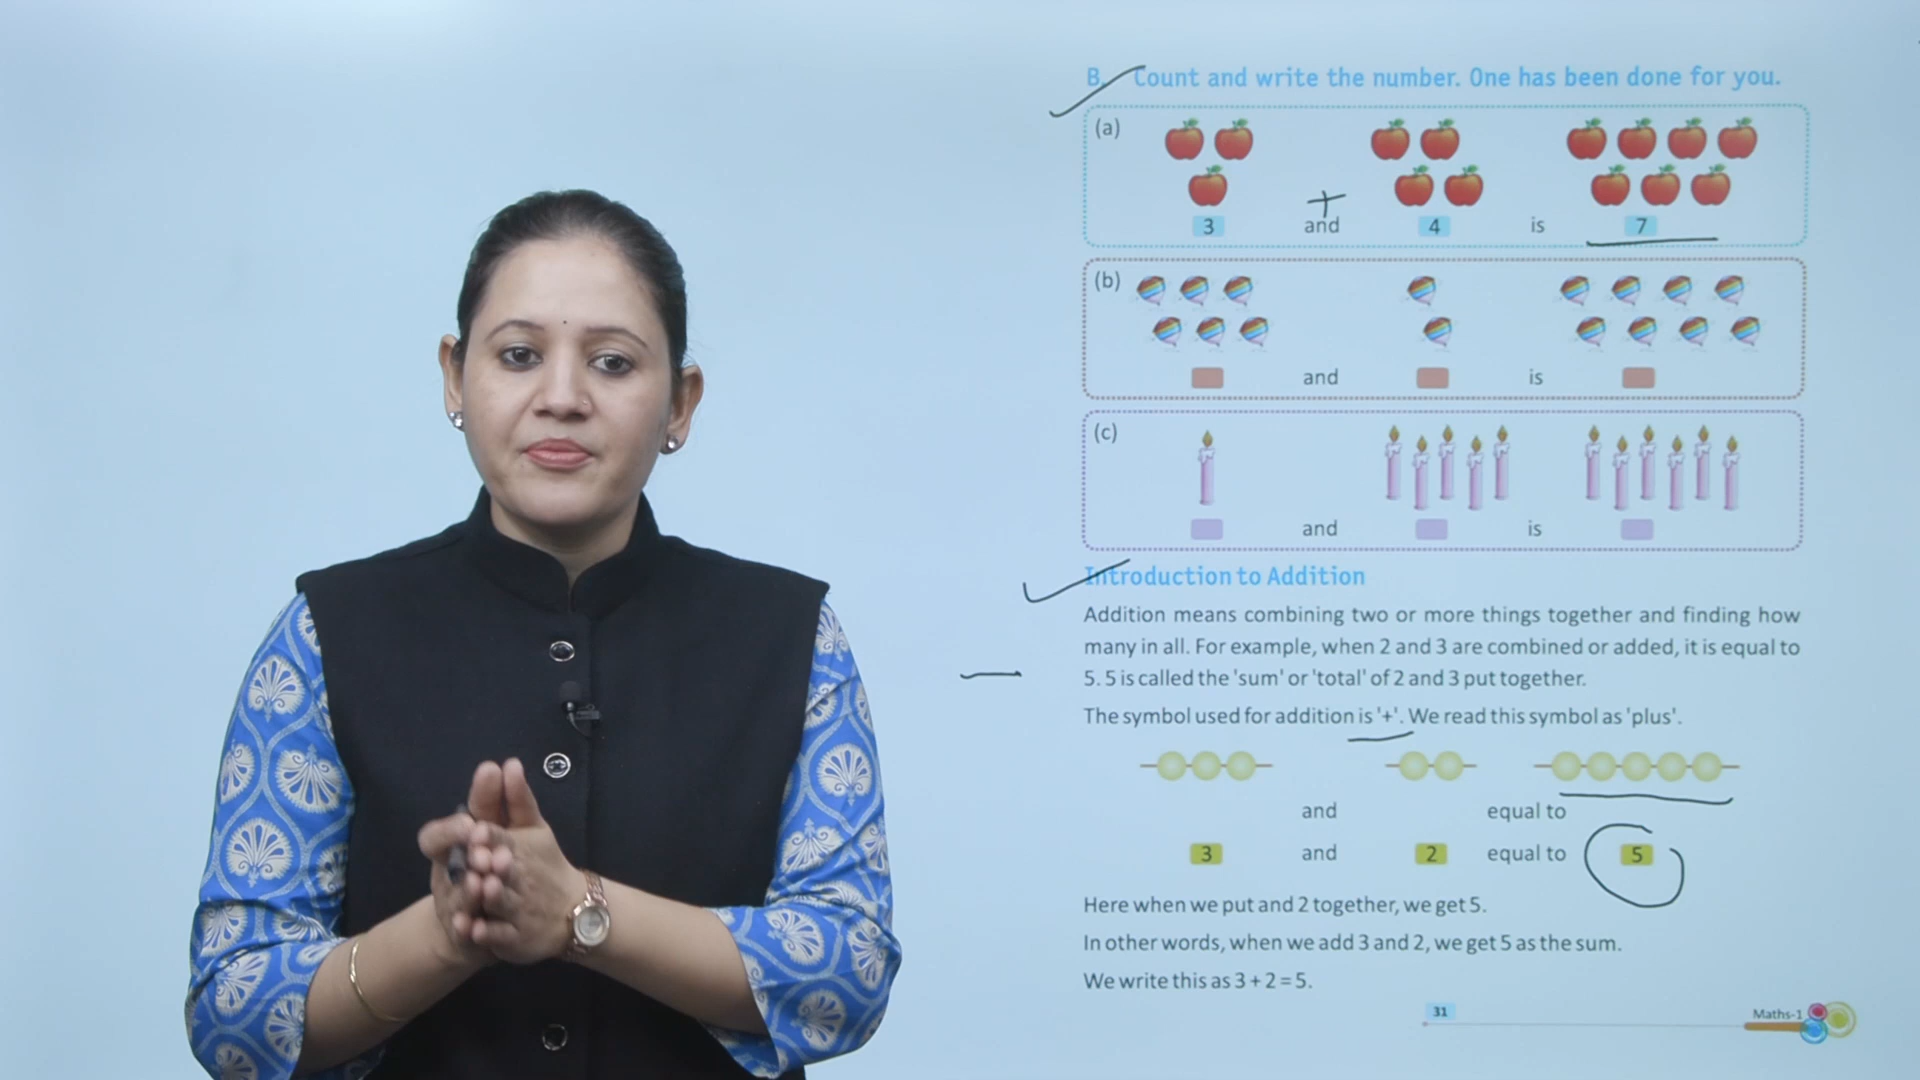 B. Count and write the number. One has been done for you.
(a)
+
3 and 4 is 7
(b)
and is
(c)
and is
Introduction to Addition
Addition means combining two or more things together and finding how
many in all. For example, when 2 and 3 are combined or added, it is equal to
5. 5 is called the 'sum' or 'total' of 2 and 3 put together.
The symbol used for addition is '+'. We read this symbol as 'plus'.
and equal to
3 and 2 equal to 5
Here when we put and 2 together, we get 5.
In other words, when we add 3 and 2, we get 5 as the sum.
We write this as 3 + 2 = 5.
31
Maths-1